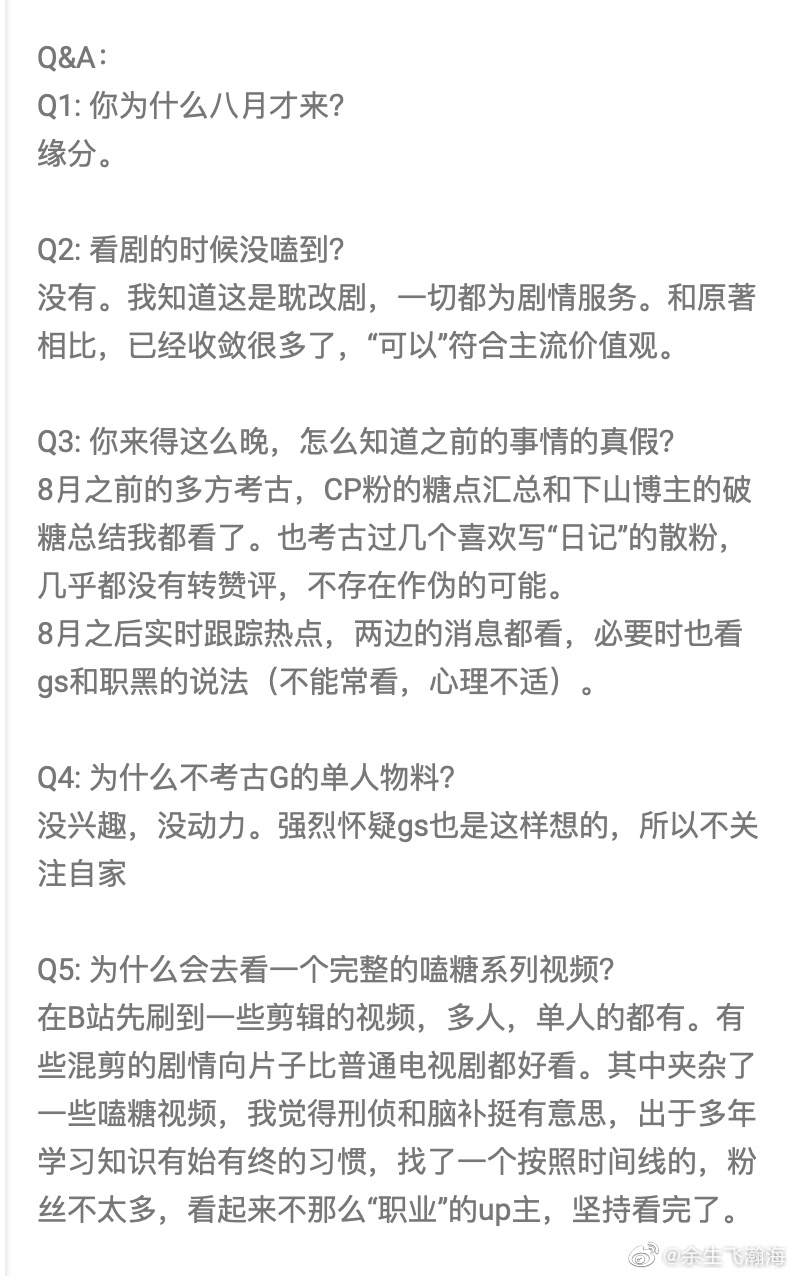 Q&A：
Q1: 你为什么八月才来?
缘分。
Q2: 看剧的时候没嗑到?
没有。我知道这是耽改剧，一切都为剧情服务。和原著
相比，已经收敛很多了，“可以”符合主流价值观。
Q3: 你来得这么晚，怎么知道之前的事情的真假?
8月之前的多方考古，CP粉的糖点汇总和下山博主的破
糖总结我都看了。也考古过几个喜欢写“日记”的散粉，
几乎都没有转赞评，不存在作伪的可能。
8月之后实时跟踪热点，两边的消息都看，必要时也看
gs和职黑的说法（不能常看，心理不适）。
Q4: 为什么不考古G的单人物料?
没兴趣，没动力。强烈怀疑gs也是这样想的，所以不关
注自家
Q5: 为什么会去看一个完整的嗑糖系列视频?
在B站先刷到一些剪辑的视频，多人，单人的都有。有
些混剪的剧情向片子比普通电视剧都好看。其中夹杂了
一些嗑糖视频，我觉得刑侦和脑补挺有意思，出于多年
学习知识有始有终的习惯，找了一个按照时间线的，粉
丝不太多，看起来不那么“职业”的up主，坚持看完了。
@余生飞瀚海